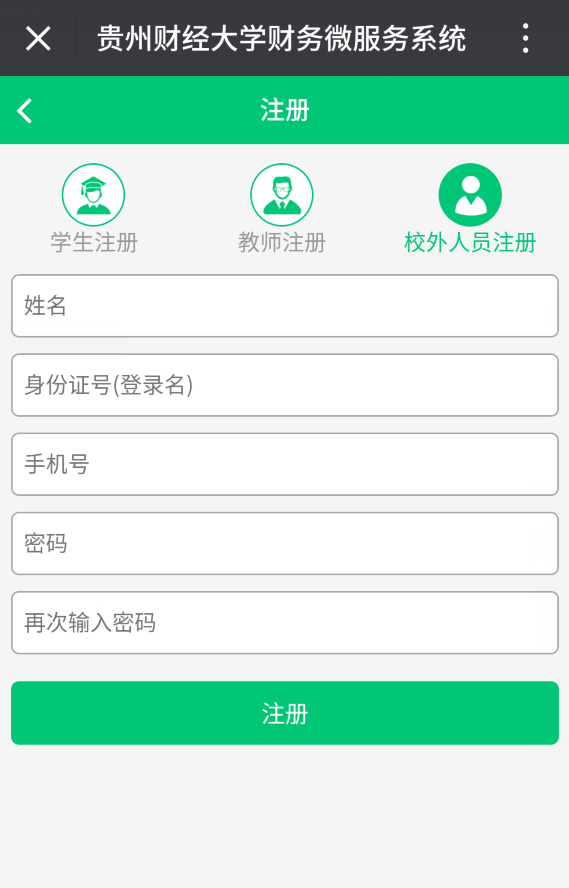 贵州财经大学财务微服务系统
注册
学生注册 教师注册 校外人员注册
姓名
身份证号(登录名)
手机号
密码
再次输入密码
注册